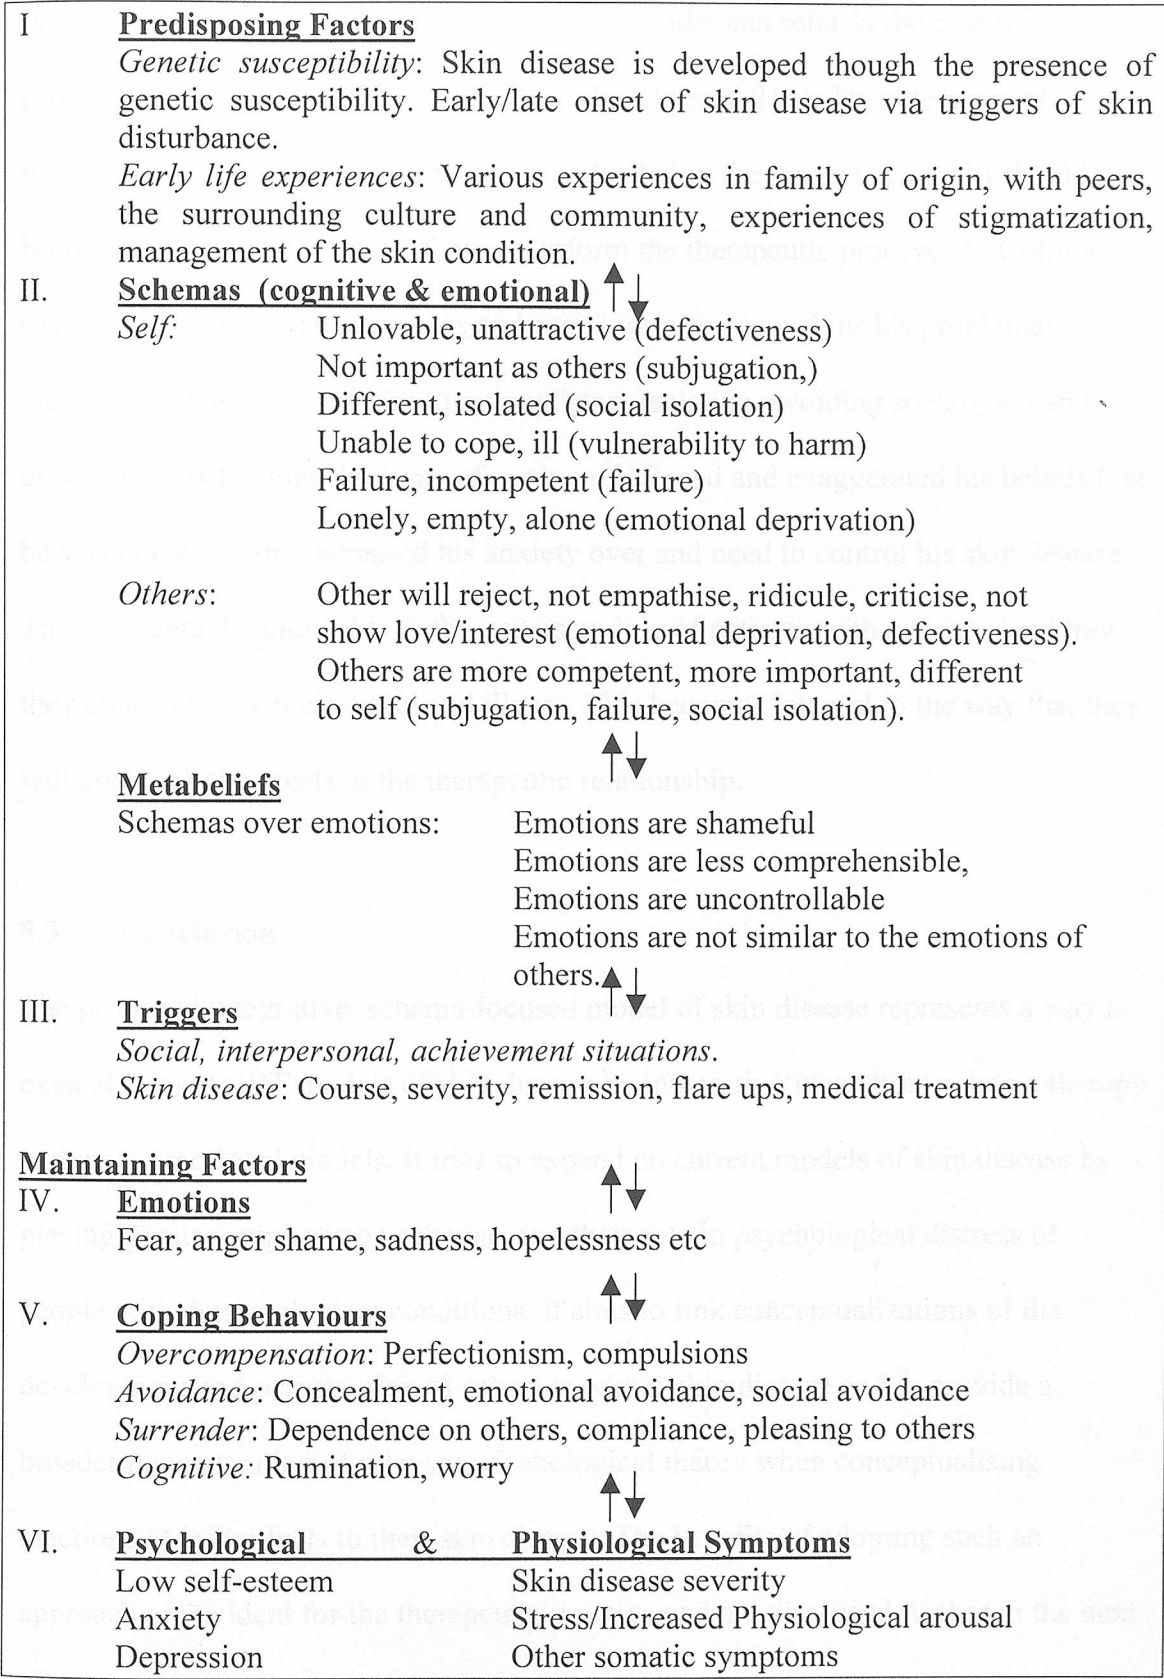 I Predisposing Factors
Genetic susceptibility: Skin disease is developed though the presence of
genetic susceptibility. Early/late onset of skin disease via triggers of skin
disturbance.
Early life experiences: Various experiences in family of origin, with peers,
the surrounding culture and community, experiences of stigmatization,
management of the skin condition.
II. Schemas (cognitive & emotional)
Self: Unlovable, unattractive (defectiveness)
Not important as others (subjugation,)
Different, isolated (social isolation)
Unable to cope, ill (vulnerability to harm)
Failure, incompetent (failure)
Lonely, empty, alone (emotional deprivation)
Others: Other will reject, not empathise, ridicule, criticise, not
show love/interest (emotional deprivation, defectiveness).
Others are more competent, more important, different
to self (subjugation, failure, social isolation).
Metabeliefs
Schemas over emotions: Emotions are shameful
Emotions are less comprehensible,
Emotions are uncontrollable
Emotions are not similar to the emotions of
others.
III. Triggers
Social, interpersonal, achievement situations.
Skin disease: Course, severity, remission, flare ups, medical treatment
Maintaining Factors
IV. Emotions
Fear, anger, shame, sadness, hopelessness etc
V. Coping Behaviours
Overcompensation: Perfectionism, compulsions
Avoidance: Concealment, emotional avoidance, social avoidance
Surrender: Dependence on others, compliance, pleasing to others
Cognitive: Rumination, worry
VI. Psychological & Physiological Symptoms
Low self-esteem Skin disease severity
Anxiety Stress/Increased Physiological arousal
Depression Other somatic symptoms